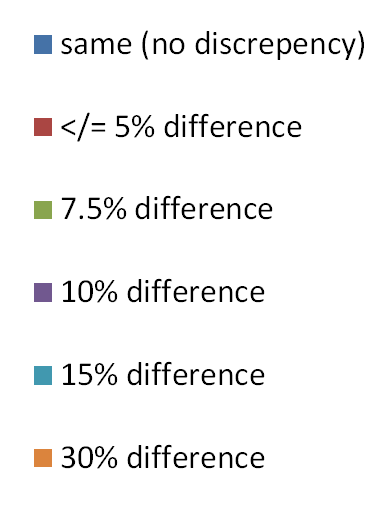 same (no discrepency)
</= 5% difference
7.5% difference
10% difference
15% difference
30% difference